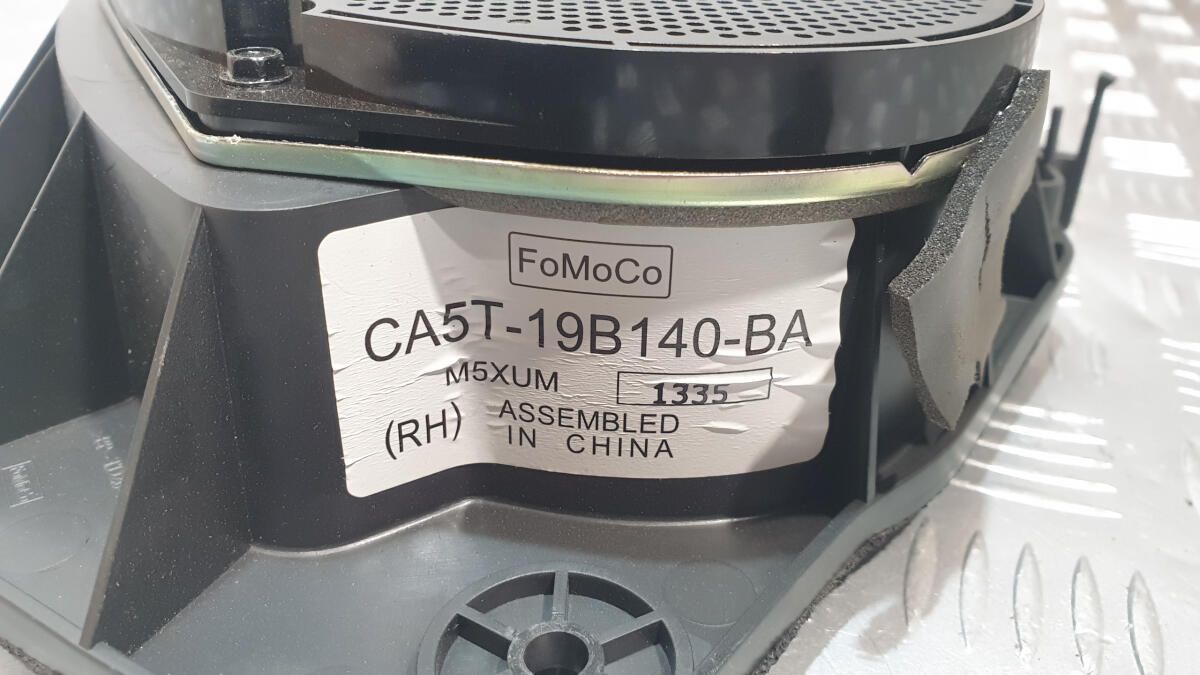 FoMoCo
CA5T-19B140-BA
M5XUM 1335
(RH) ASSEMBLED
IN CHINA